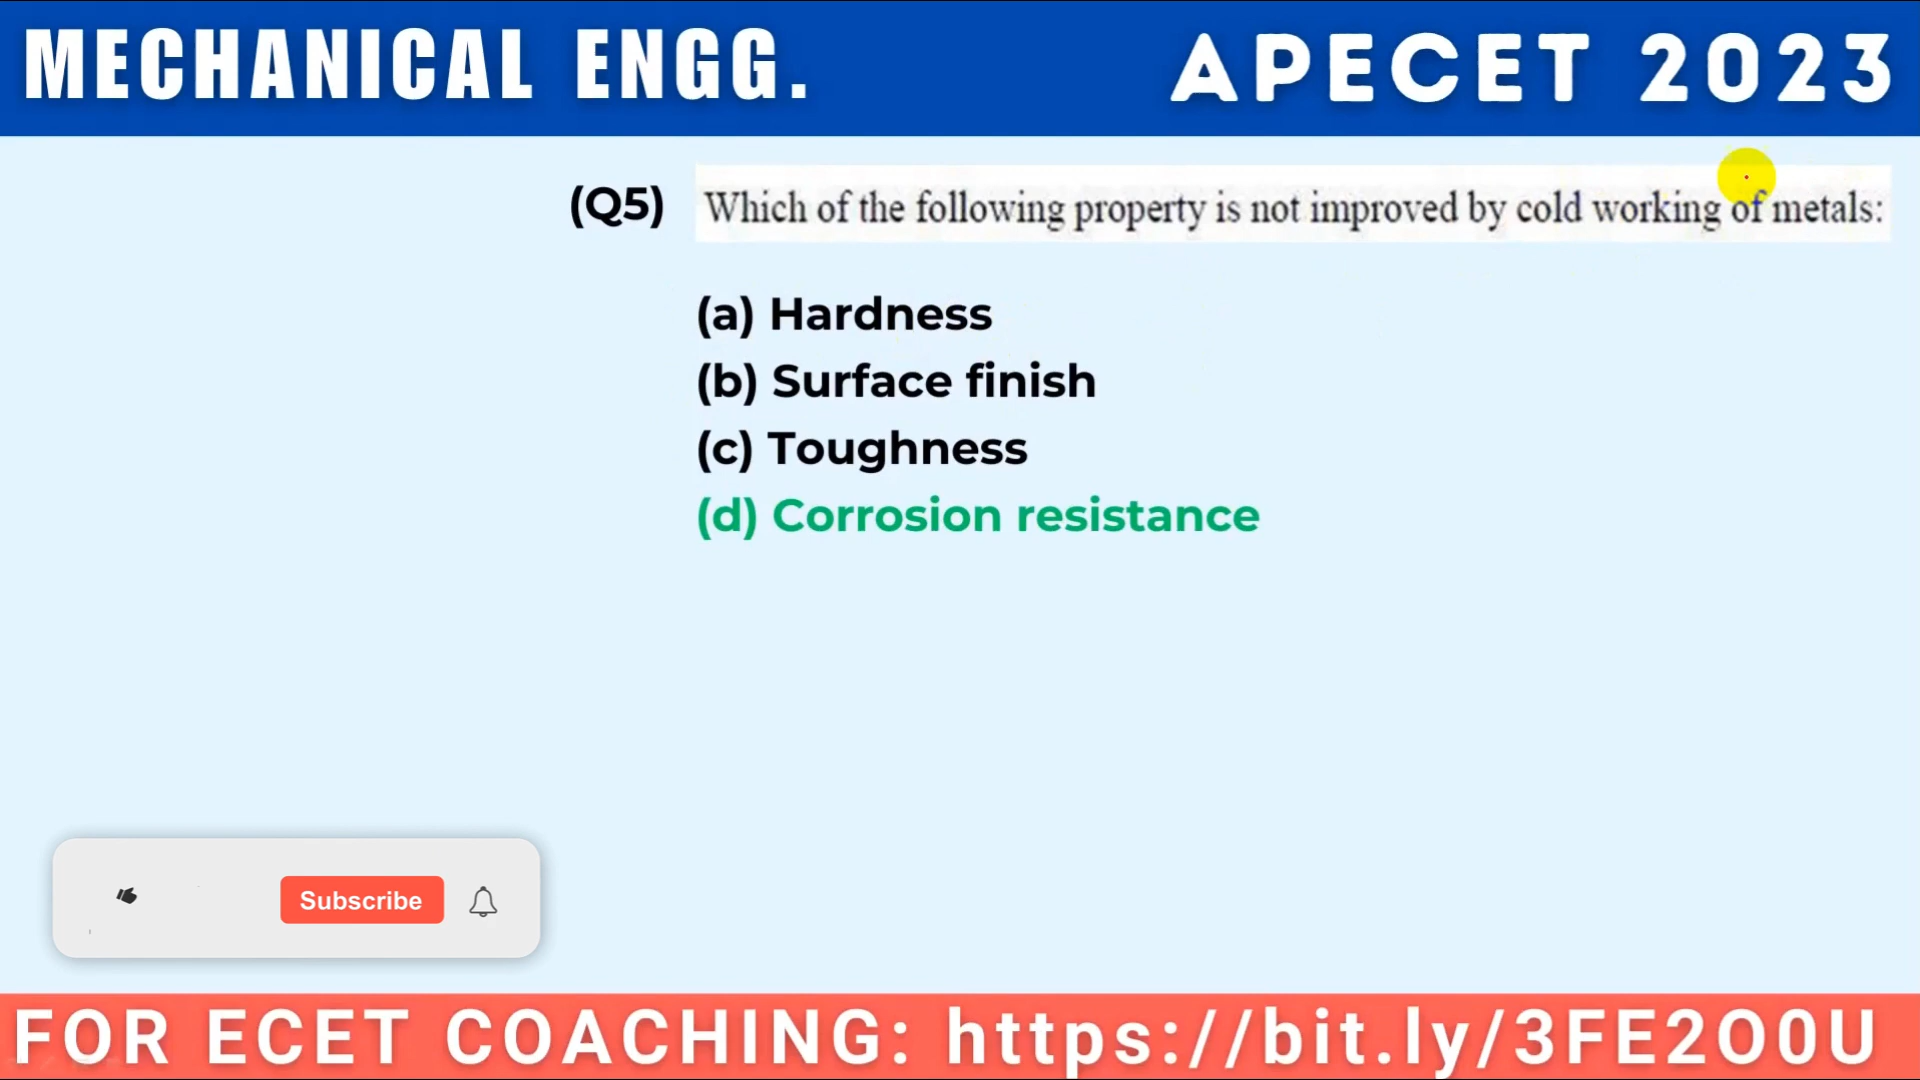 MECHANICAL ENGG.
APECET 2023
(Q5) Which of the following property is not improved by cold working of metals:
(a) Hardness
(b) Surface finish
(c) Toughness
(d) Corrosion resistance
Subscribe
FOR ECET COACHING: https://bit.ly/3FE2O0U